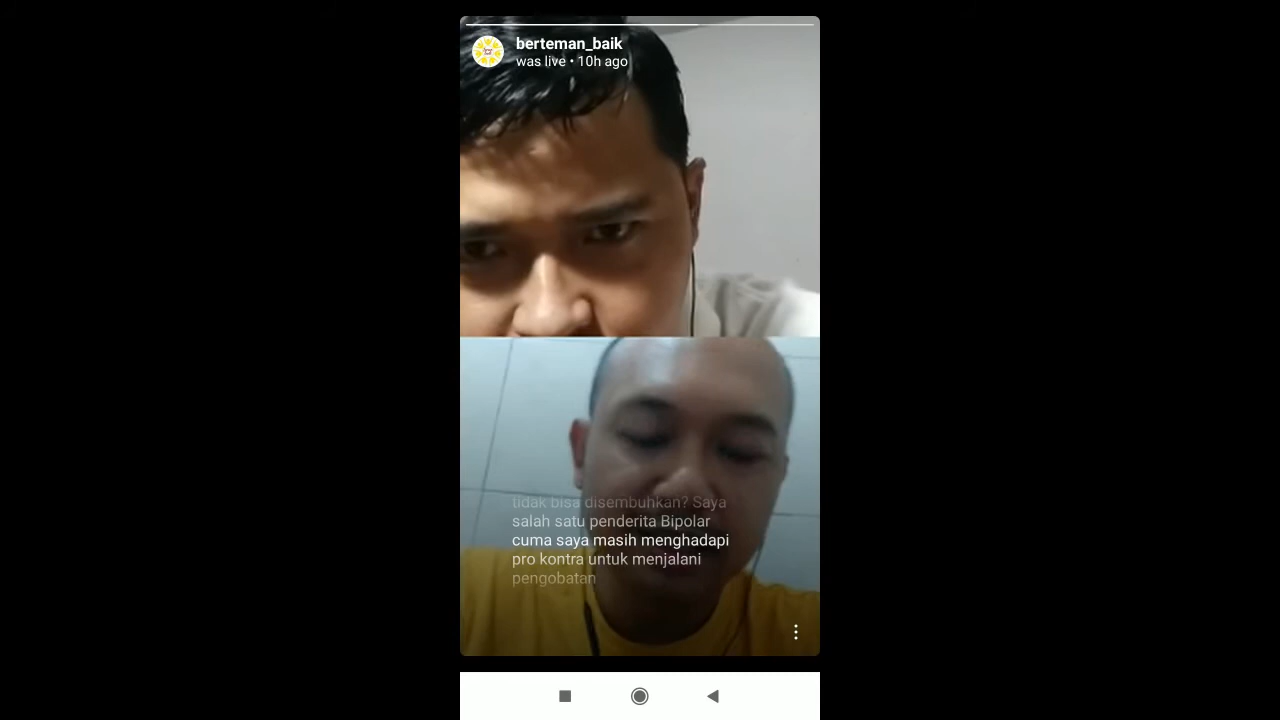 berteman_baik
was live • 10h ago
tidak bisa disembuhkan? Saya
salah satu penderita Bipolar
cuma saya masih menghadapi
pro kontra untuk menjalani
pengobatan